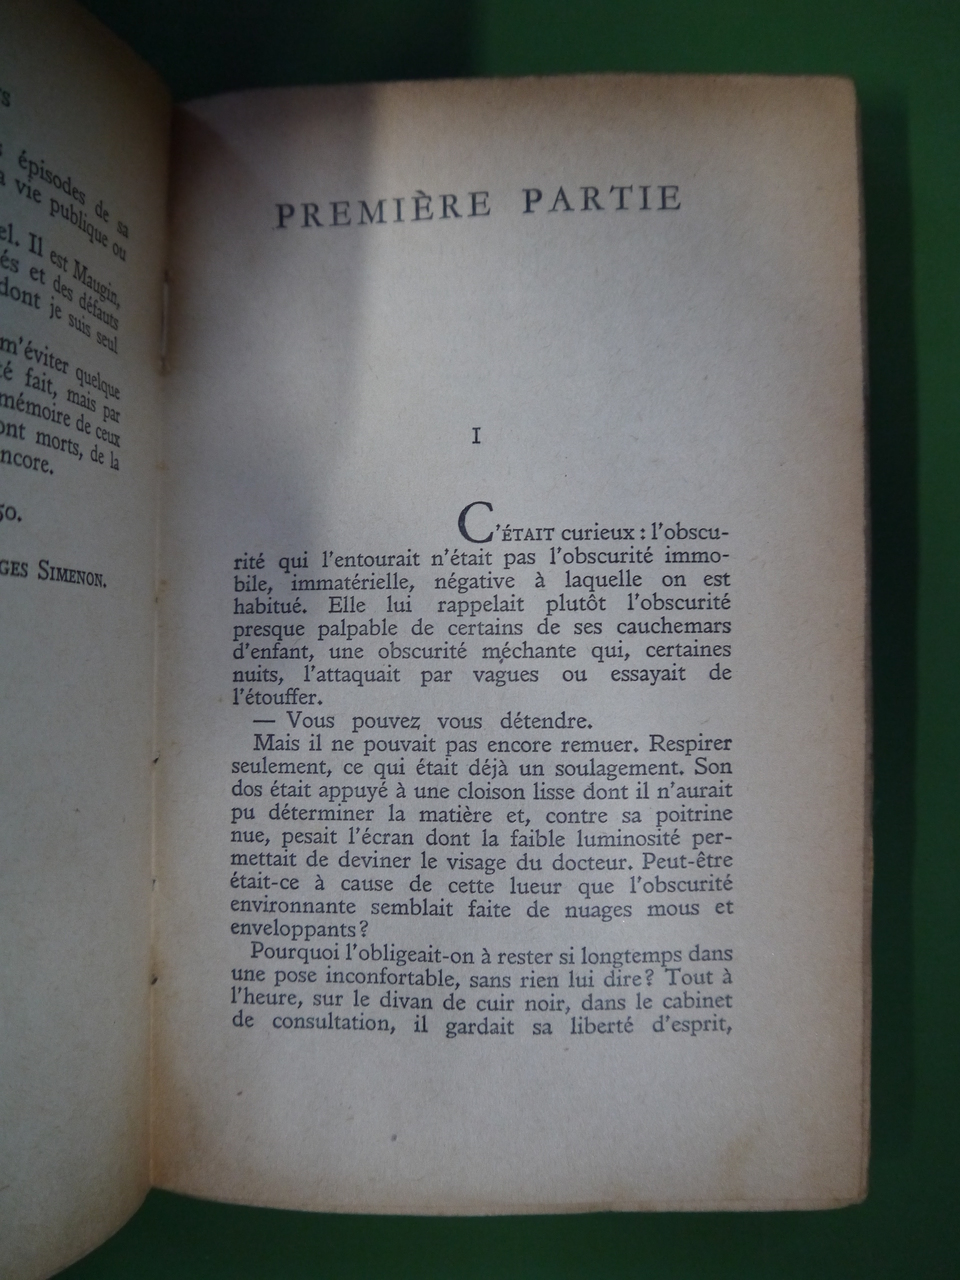 s
épisodes de sa
vie publique ou
el. Il est Maugin,
és et des défauts
dont je suis seul
m'éviter quelque
té fait, mais par
mémoire de ceux
ont morts, de la
ncore.
50.
GES SIMENON.
PREMIÈRE PARTIE
I
C'ÉTAIT curieux : l'obscu-
rité qui l'entourait n'était pas l'obscurité immo-
bile, immatérielle, négative à laquelle on est
habitué. Elle lui rappelait plutôt l'obscurité
presque palpable de certains de ses cauchemars
d'enfant, une obscurité méchante qui, certaines
nuits, l'attaquait par vagues ou essayait de
l'étouffer.
— Vous pouvez vous détendre.
Mais il ne pouvait pas encore remuer. Respirer
seulement, ce qui était déjà un soulagement. Son
dos était appuyé à une cloison lisse dont il n'aurait
pu déterminer la matière et, contre sa poitrine
nue, pesait l'écran dont la faible luminosité per-
mettait de deviner le visage du docteur. Peut-être
était-ce à cause de cette lueur que l'obscurité
environnante semblait faite de nuages mous et
enveloppants ?
Pourquoi l'obligeait-on à rester si longtemps dans
une pose inconfortable, sans rien lui dire ? Tout à
l'heure, sur le divan de cuir noir, dans le cabinet
de consultation, il gardait sa liberté d'esprit,